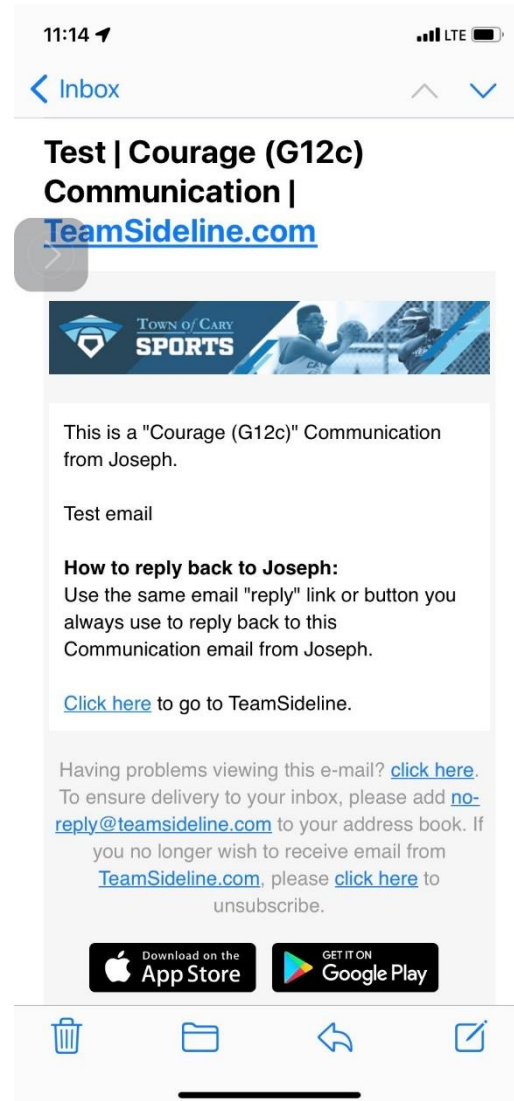 11:14
LTE
Inbox
Test | Courage (G12c)
Communication |
TeamSideline.com
TOWN of CARY
SPORTS
This is a "Courage (G12c)" Communication
from Joseph.
Test email
How to reply back to Joseph:
Use the same email "reply" link or button you
always use to reply back to this
Communication email from Joseph.
Click here to go to TeamSideline.
Having problems viewing this e-mail? click here.
To ensure delivery to your inbox, please add no-
reply@teamsideline.com to your address book. If
you no longer wish to receive email from
TeamSideline.com, please click here to
unsubscribe.
Download on the
App Store
GET IT ON
Google Play